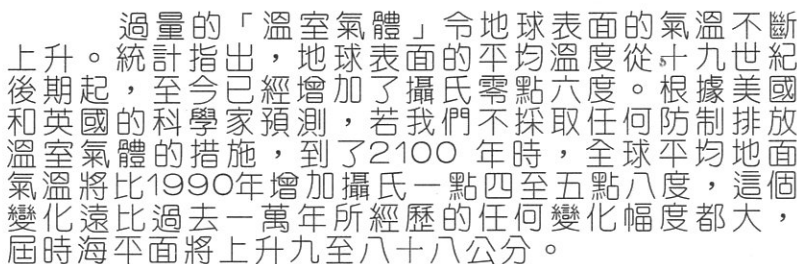 過量的「溫室氣體」令地球表面的氣溫不斷
上升。統計指出，地球表面的平均溫度從十九世紀
後期起，至今已經增加了攝氏零點六度。根據美國
和英國的科學家預測，若我們不採取任何防制排放
溫室氣體的措施，到了2100 年時，全球平均地面
氣溫將比1990年增加攝氏一點四至五點八度，這個
變化遠比過去一萬年所經歷的任何變化幅度都大，
屆時海平面將上升九至八十八公分。